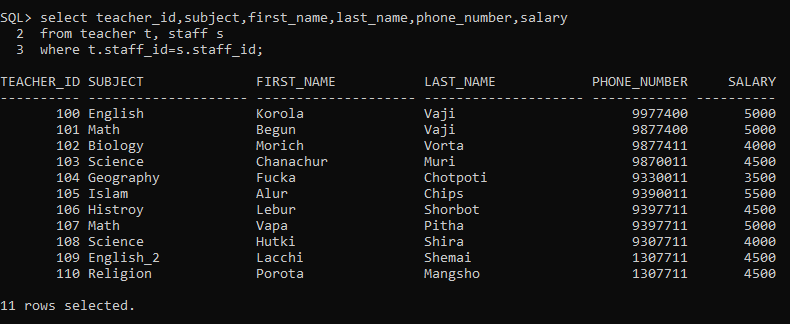 SQL> select teacher_id,subject,first_name,last_name,phone_number,salary
  2  from teacher t, staff s
  3  where t.staff_id=s.staff_id;

TEACHER_ID SUBJECT              FIRST_NAME           LAST_NAME            PHONE_NUMBER     SALARY
---------- -------------------- -------------------- -------------------- ------------ ----------
       100 English              Korola               Vaji                      9977400       5000
       101 Math                 Begun                Vaji                      9877400       5000
       102 Biology              Morich               Vorta                     9877411       4000
       103 Science              Chanachur            Muri                      9870011       4500
       104 Geography            Fucka                Chotpoti                  9330011       3500
       105 Islam                Alur                 Chips                     9390011       5500
       106 Histroy              Lebur                Shorbot                   9397711       4500
       107 Math                 Vapa                 Pitha                     9397711       5000
       108 Science              Hutki                Shira                     9307711       4000
       109 English_2            Lacchi               Shemai                    1307711       4500
       110 Religion             Porota               Mangsho                   1307711       4500

11 rows selected.